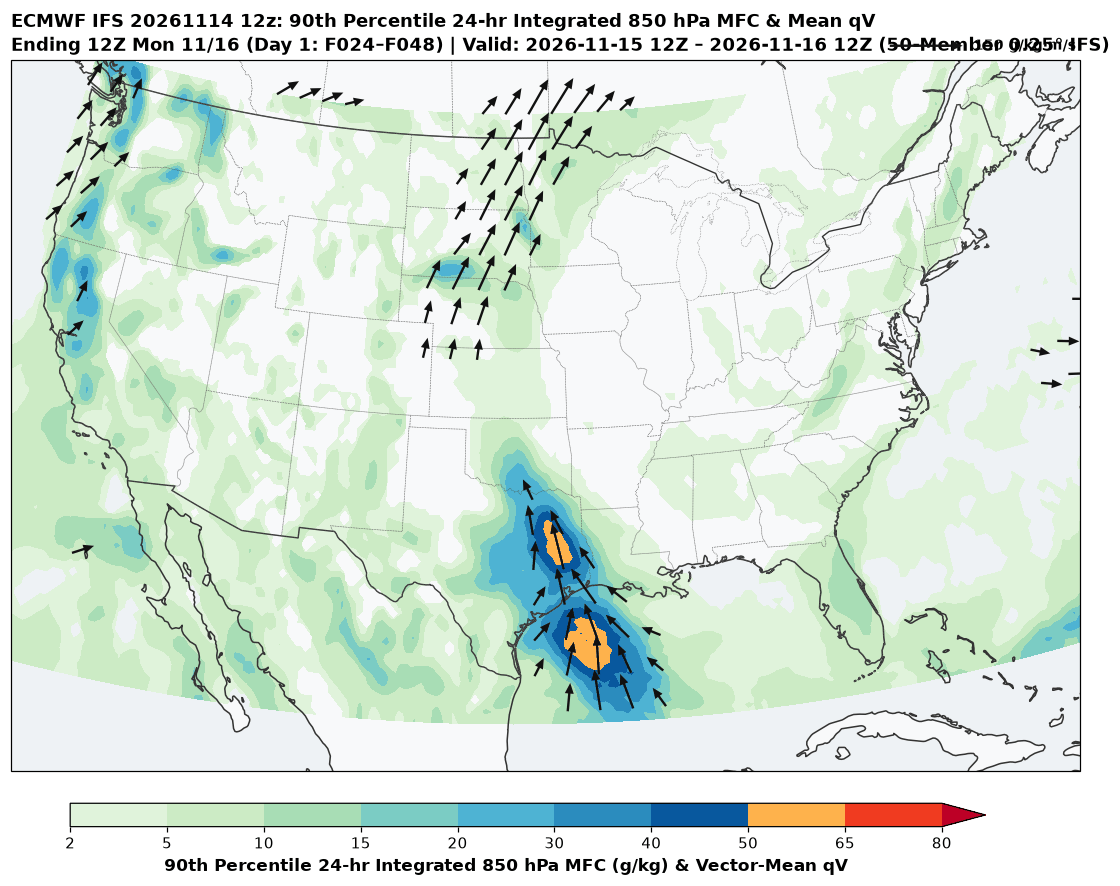 ECMWF IFS 20261114 12z: 90th Percentile 24-hr Integrated 850 hPa MFC & Mean qV
Ending 12Z Mon 11/16 (Day 1: F024–F048) | Valid: 2026-11-15 12Z – 2026-11-16 12Z (50-Member 0.25° IFS)
2 5 10 15 20 30 40 50 65 80
90th Percentile 24-hr Integrated 850 hPa MFC (g/kg) & Vector-Mean qV